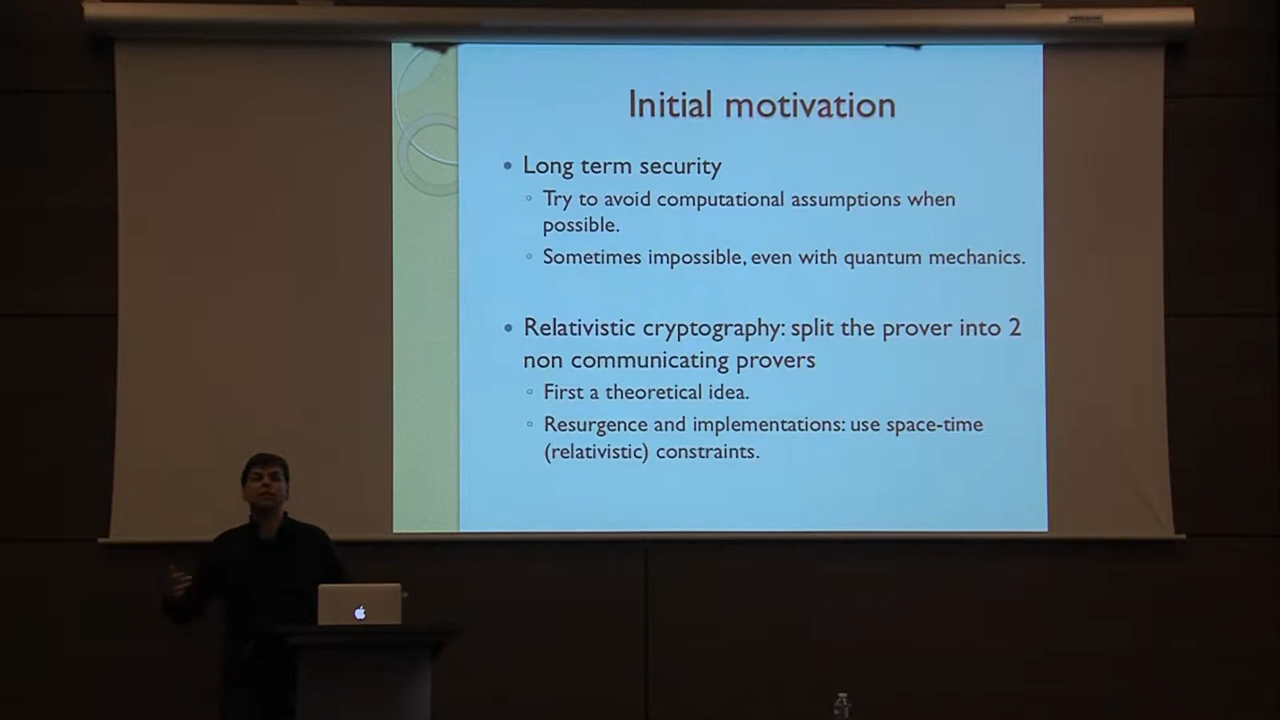 Initial motivation
Long term security
Try to avoid computational assumptions when
possible.
Sometimes impossible, even with quantum mechanics.
Relativistic cryptography: split the prover into 2
non communicating provers
First a theoretical idea.
Resurgence and implementations: use space-time
(relativistic) constraints.